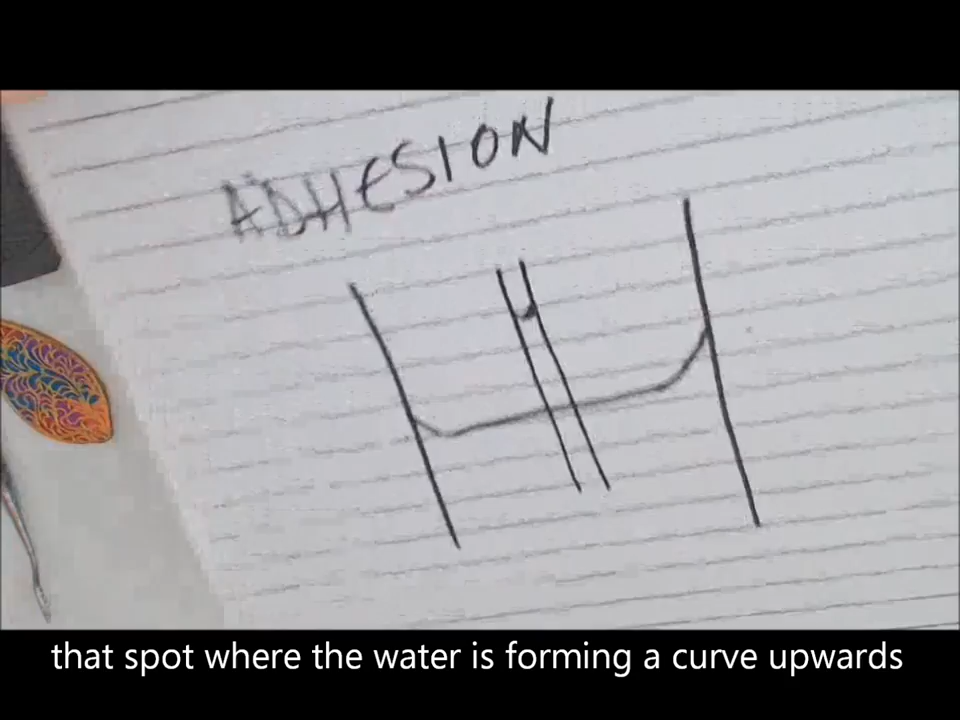 ADHESION
that spot where the water is forming a curve upwards